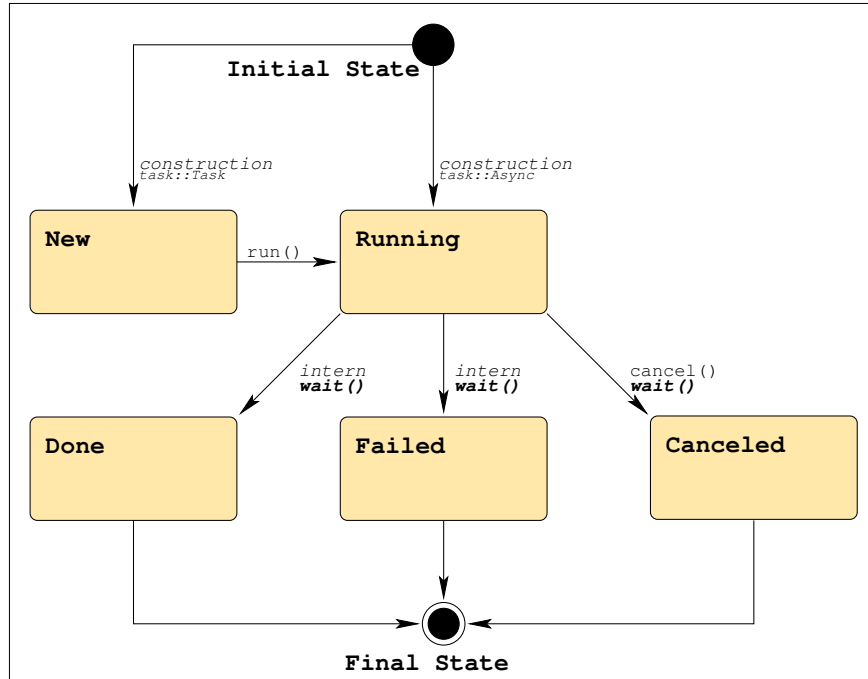 Initial State
construction
task::Task
construction
task::Async
New
Running
run()
intern
wait()
intern
wait()
cancel()
wait()
Done
Failed
Canceled
Final State